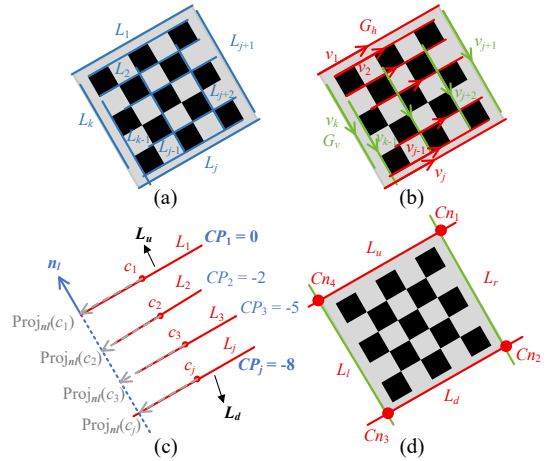 L1
L2
Lj+1
Lj+2
Lk
Lk-1
Lj-1
Lj
(a)
Gh
v1
v2
vj+1
vj+2
vk
vk-1
Gv
vj-1
vj
(b)
nl
Lu
L1
CP1 = 0
c1
L2
CP2 = -2
c2
Projnl(c1)
L3
CP3 = -5
c3
Projnl(c2)
Lj
CPj = -8
cj
Projnl(c3)
Ld
Projnl(cj)
(c)
Cn1
Lu
Cn4
Lr
Ll
Cn2
Ld
Cn3
(d)